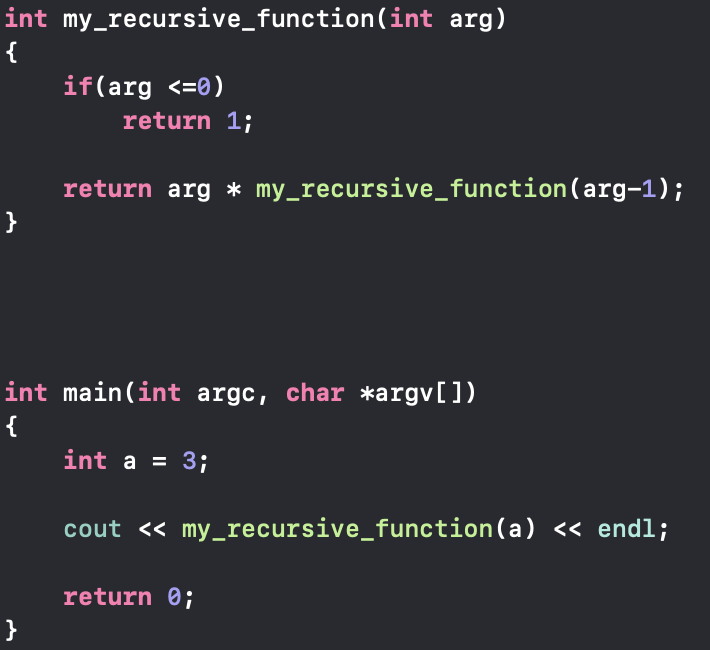 int my_recursive_function(int arg)
{
    if(arg <=0)
        return 1;

    return arg * my_recursive_function(arg-1);
}

int main(int argc, char *argv[])
{
    int a = 3;

    cout << my_recursive_function(a) << endl;

    return 0;
}